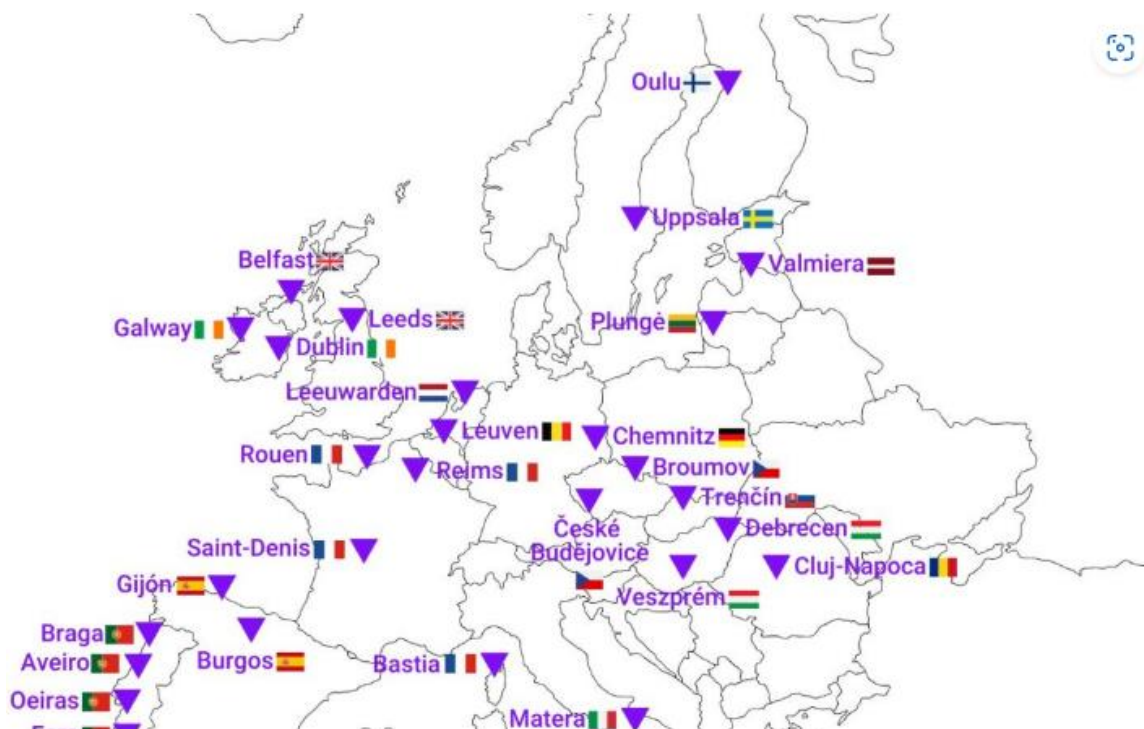 Oulu
Uppsala
Belfast
Valmiera
Galway
Leeds
Plungė
Dublin
Leeuwarden
Leuven
Chemnitz
Rouen
Reims
Broumov
Trenčín
České
Budějovice
Debrecen
Saint-Denis
Cluj-Napoca
Gijón
Veszprém
Braga
Aveiro
Burgos
Bastia
Oeiras
Matera